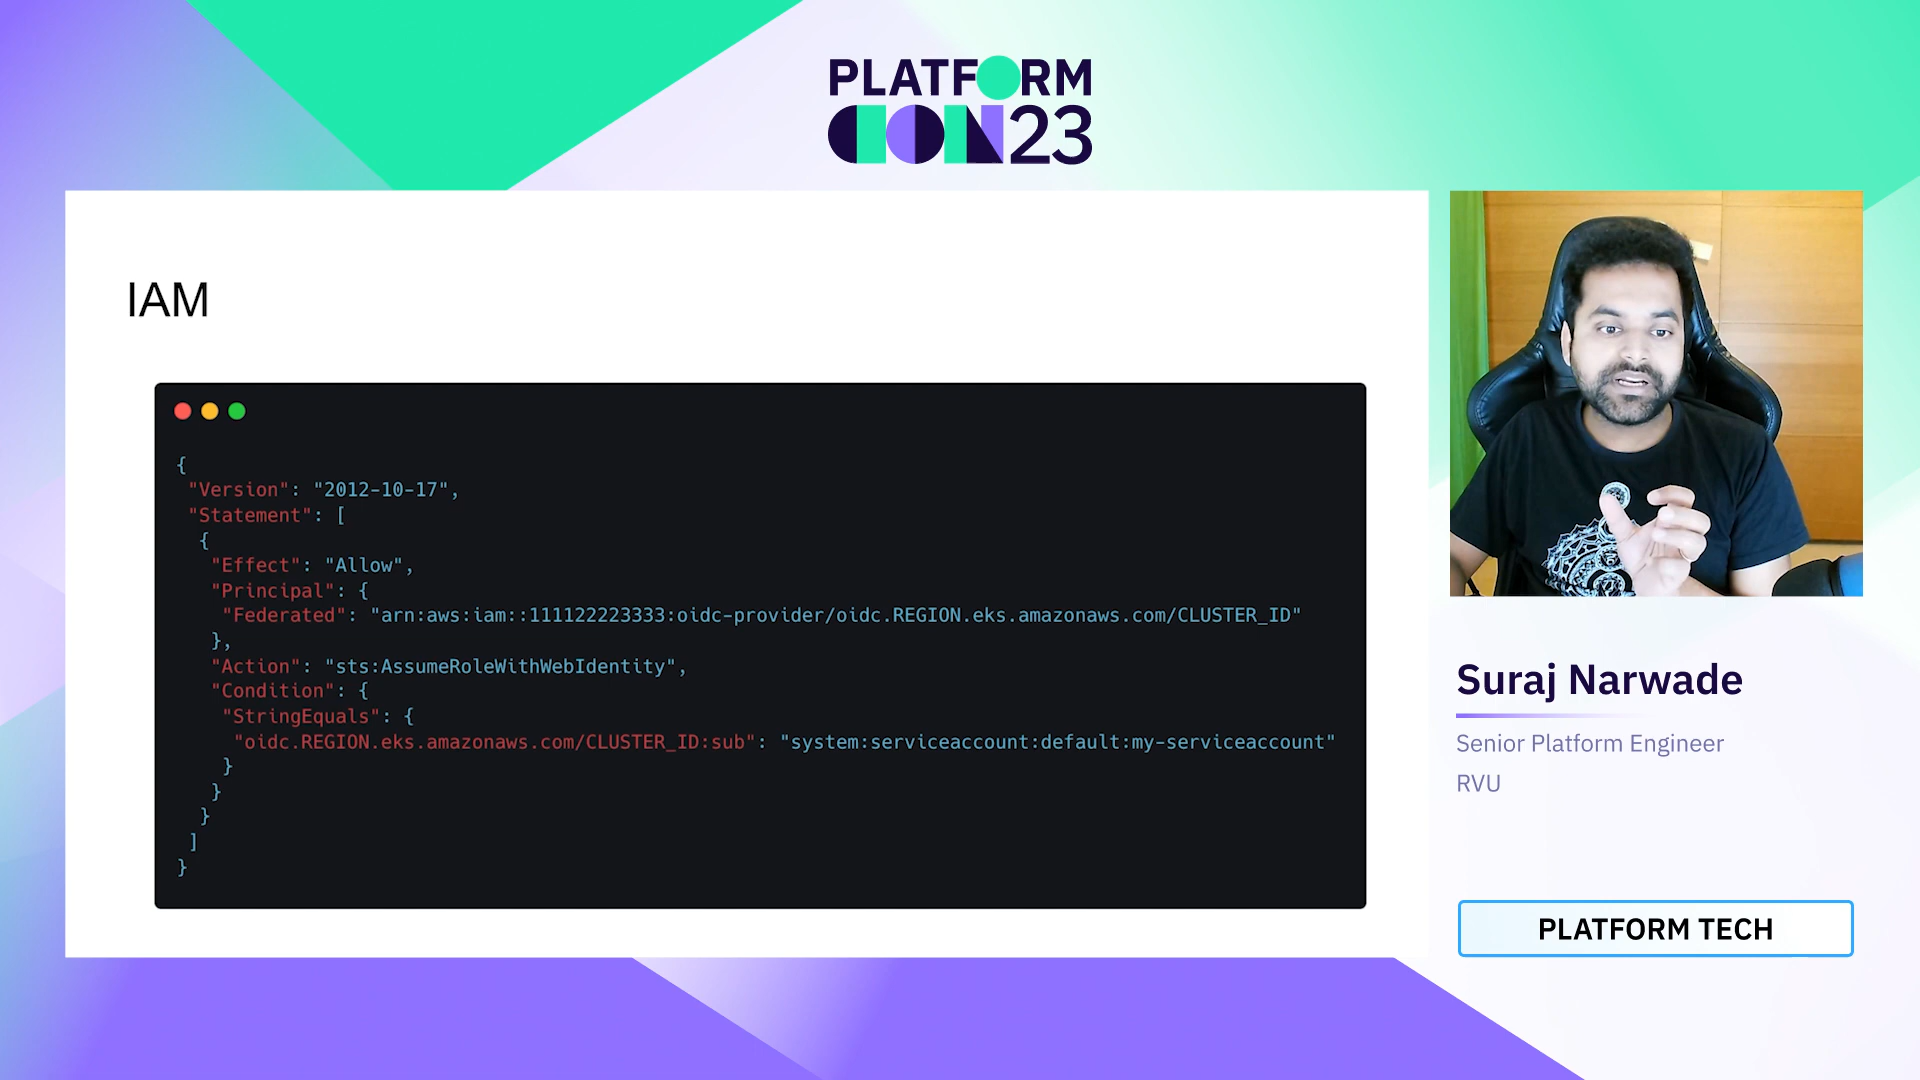 PLATFORM
CON23
IAM
{
"Version": "2012-10-17",
"Statement": [
{
"Effect": "Allow",
"Principal": {
"Federated": "arn:aws:iam::111122223333:oidc-provider/oidc.REGION.eks.amazonaws.com/CLUSTER_ID"
},
"Action": "sts:AssumeRoleWithWebIdentity",
"Condition": {
"StringEquals": {
"oidc.REGION.eks.amazonaws.com/CLUSTER_ID:sub": "system:serviceaccount:default:my-serviceaccount"
}
}
}
]
}
Suraj Narwade
Senior Platform Engineer
RVU
PLATFORM TECH